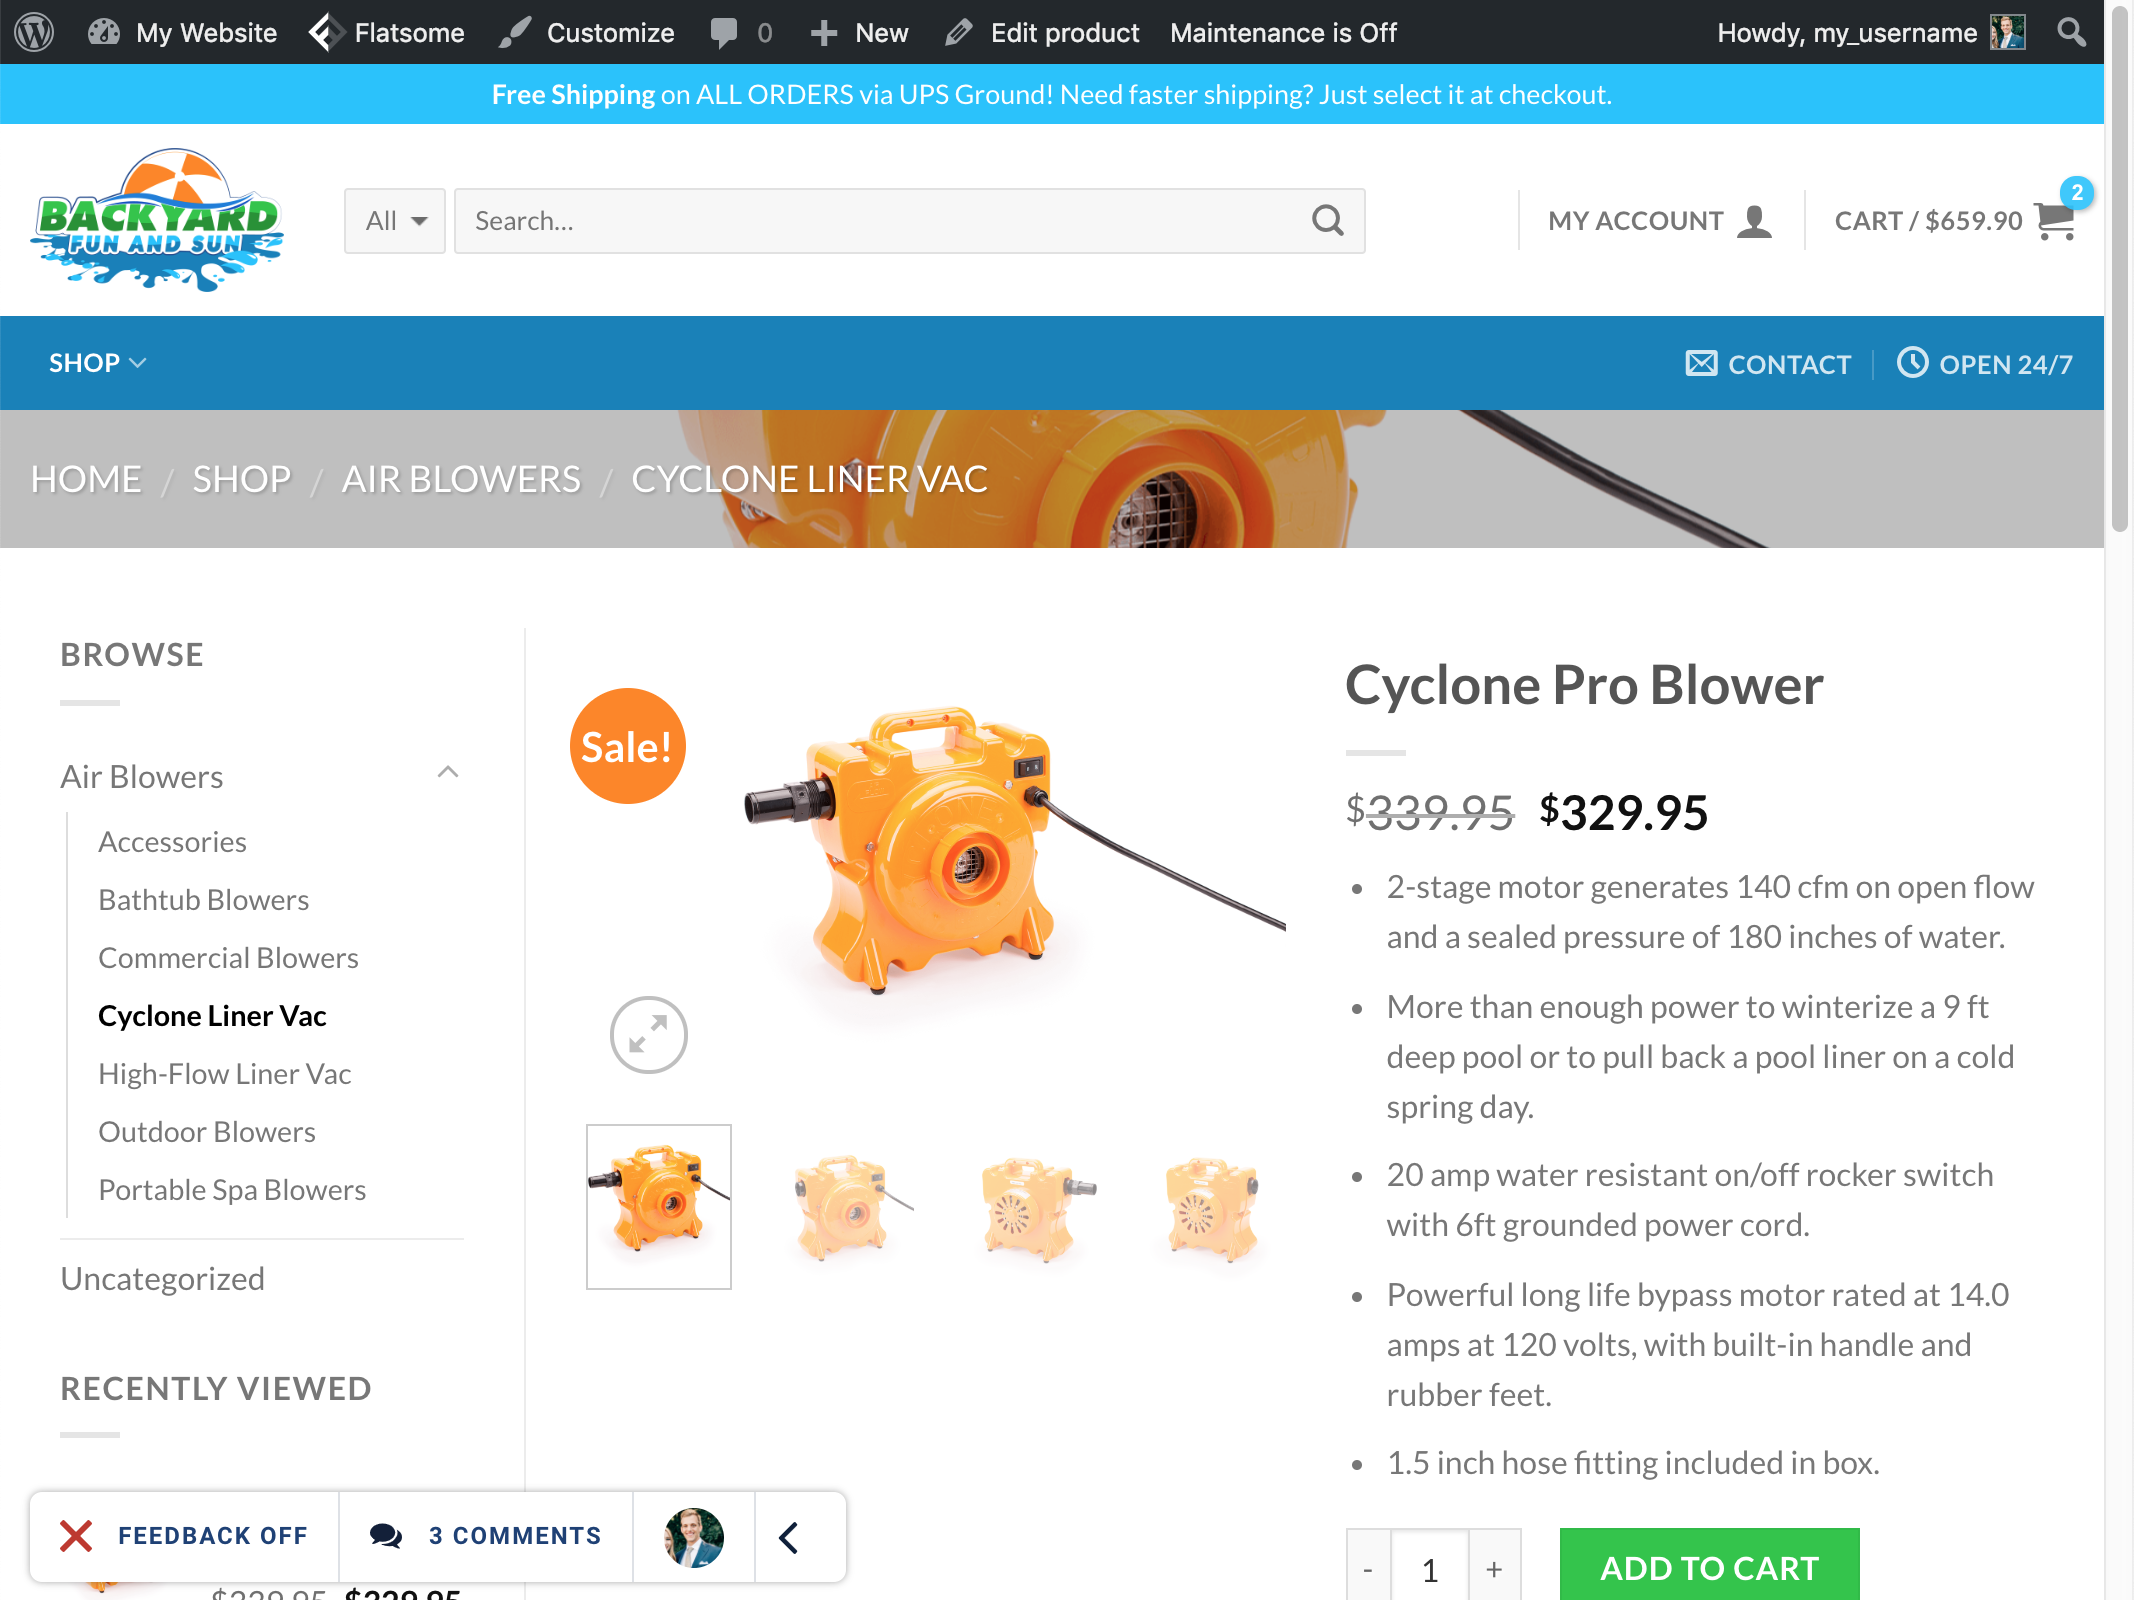 My Website Flatsome Customize 0 New Edit product Maintenance is Off Howdy, my_username
Free Shipping on ALL ORDERS via UPS Ground! Need faster shipping? Just select it at checkout.
BACKYARD
FUN AND SUN
All Search...
MY ACCOUNT
CART / $659.90
2
SHOP
CONTACT
OPEN 24/7
HOME / SHOP / AIR BLOWERS / CYCLONE LINER VAC
BROWSE
Air Blowers
Accessories
Bathtub Blowers
Commercial Blowers
Cyclone Liner Vac
High-Flow Liner Vac
Outdoor Blowers
Portable Spa Blowers
Uncategorized
RECENTLY VIEWED
Sale!
Cyclone Pro Blower
$339.95 $329.95
• 2-stage motor generates 140 cfm on open flow
and a sealed pressure of 180 inches of water.
• More than enough power to winterize a 9 ft
deep pool or to pull back a pool liner on a cold
spring day.
• 20 amp water resistant on/off rocker switch
with 6ft grounded power cord.
• Powerful long life bypass motor rated at 14.0
amps at 120 volts, with built-in handle and
rubber feet.
• 1.5 inch hose fitting included in box.
- 1 +
ADD TO CART
FEEDBACK OFF
3 COMMENTS